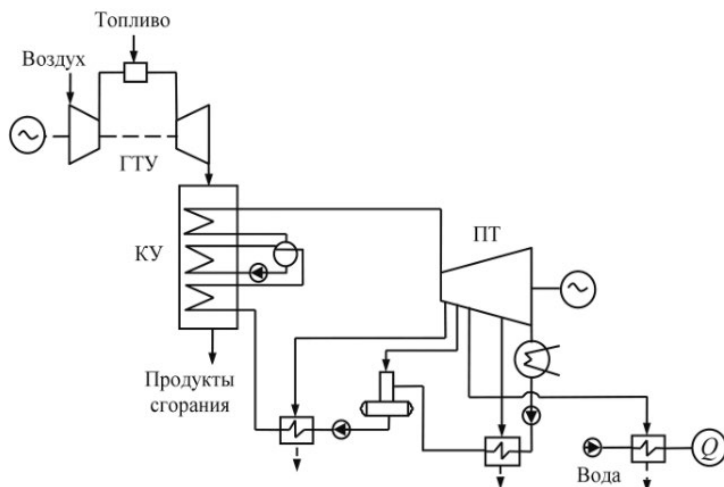 Топливо
Воздух
ГТУ
КУ
ПТ
Продукты
сгорания
Вода
Q